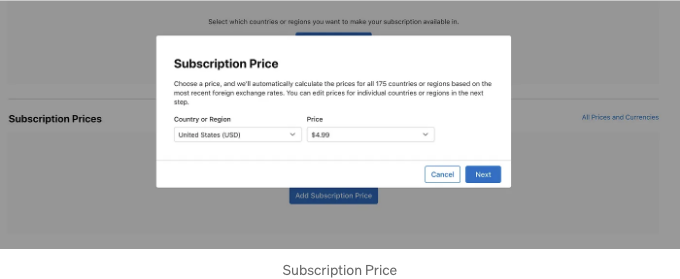 Select which countries or regions you want to make your subscription available in.
Subscription Price
Choose a price, and we'll automatically calculate the prices for all 175 countries or regions based on the
most recent foreign exchange rates. You can edit prices for individual countries or regions in the next
step.
Country or Region
Price
United States (USD)
$4.99
Subscription Prices
All Prices and Currencies
Cancel
Next
Add Subscription Price
Subscription Price